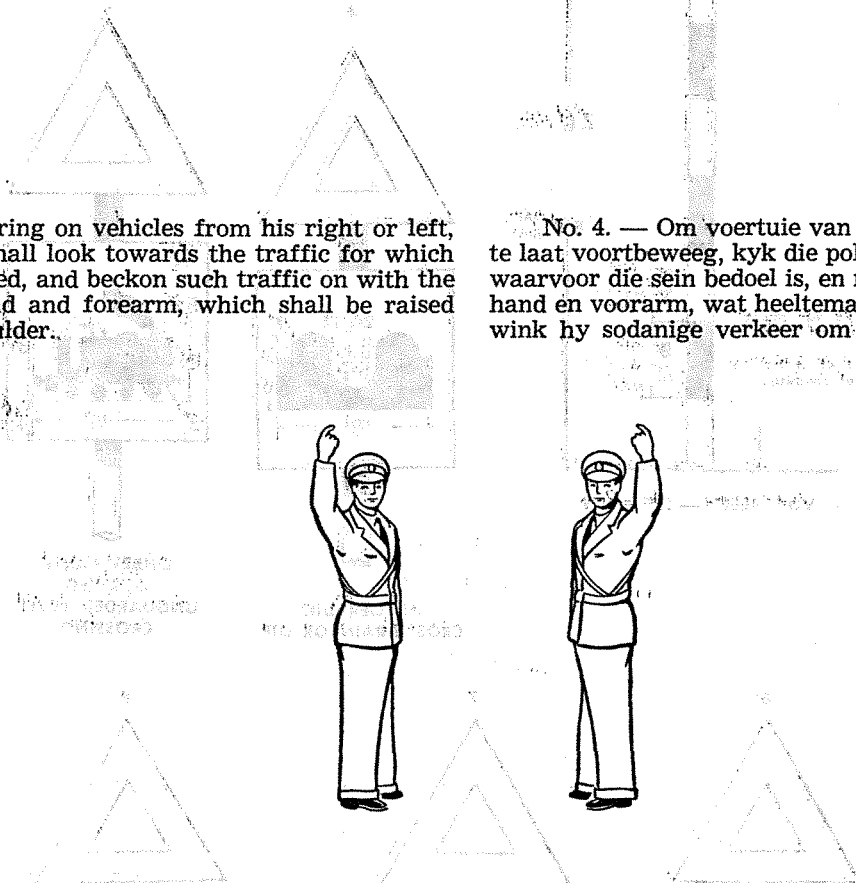 ring on vehicles from his right or left,
hall look towards the traffic for which
ed, and beckon such traffic on with the
d and forearm, which shall be raised
ulder.
No. 4. — Om voertuie van
te laat voortbeweeg, kyk die pol
waarvoor die sein bedoel is, en
hand en voorarm, wat heeltema
wink hy sodanige verkeer om